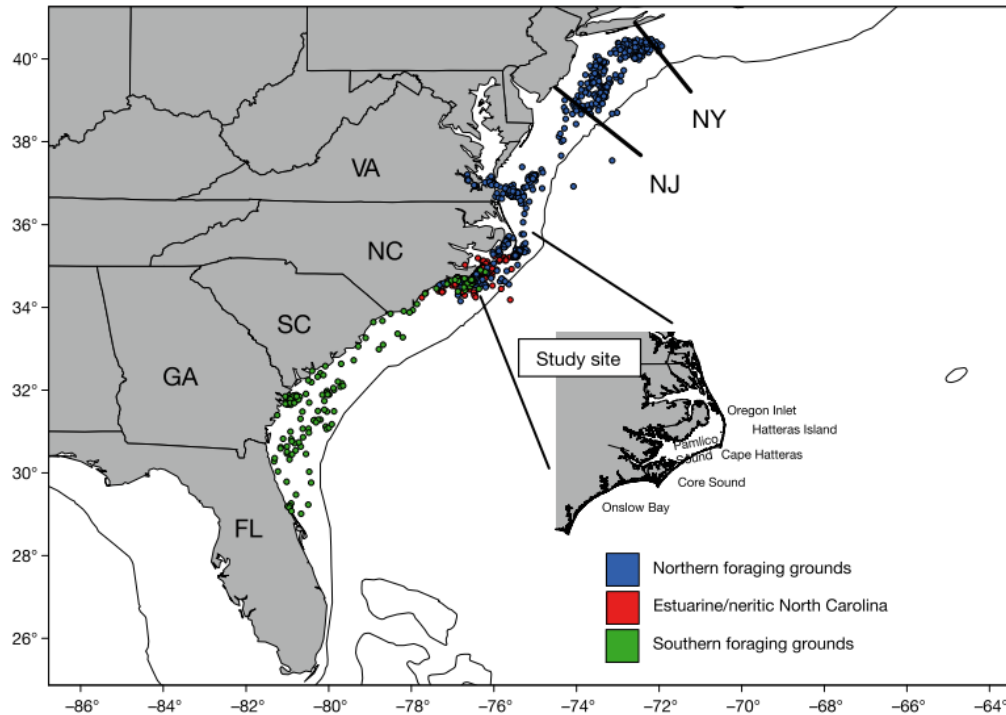 40°
38°
36°
34°
32°
30°
28°
26°
NY
NJ
VA
NC
SC
GA
FL
Study site
Oregon Inlet
Hatteras Island
Pamlico
Sound
Cape Hatteras
Core Sound
Onslow Bay
Northern foraging grounds
Estuarine/neritic North Carolina
Southern foraging grounds
−86 −84 −82 −80 −78 −76 −74 −72 −70 −68 −66 −64